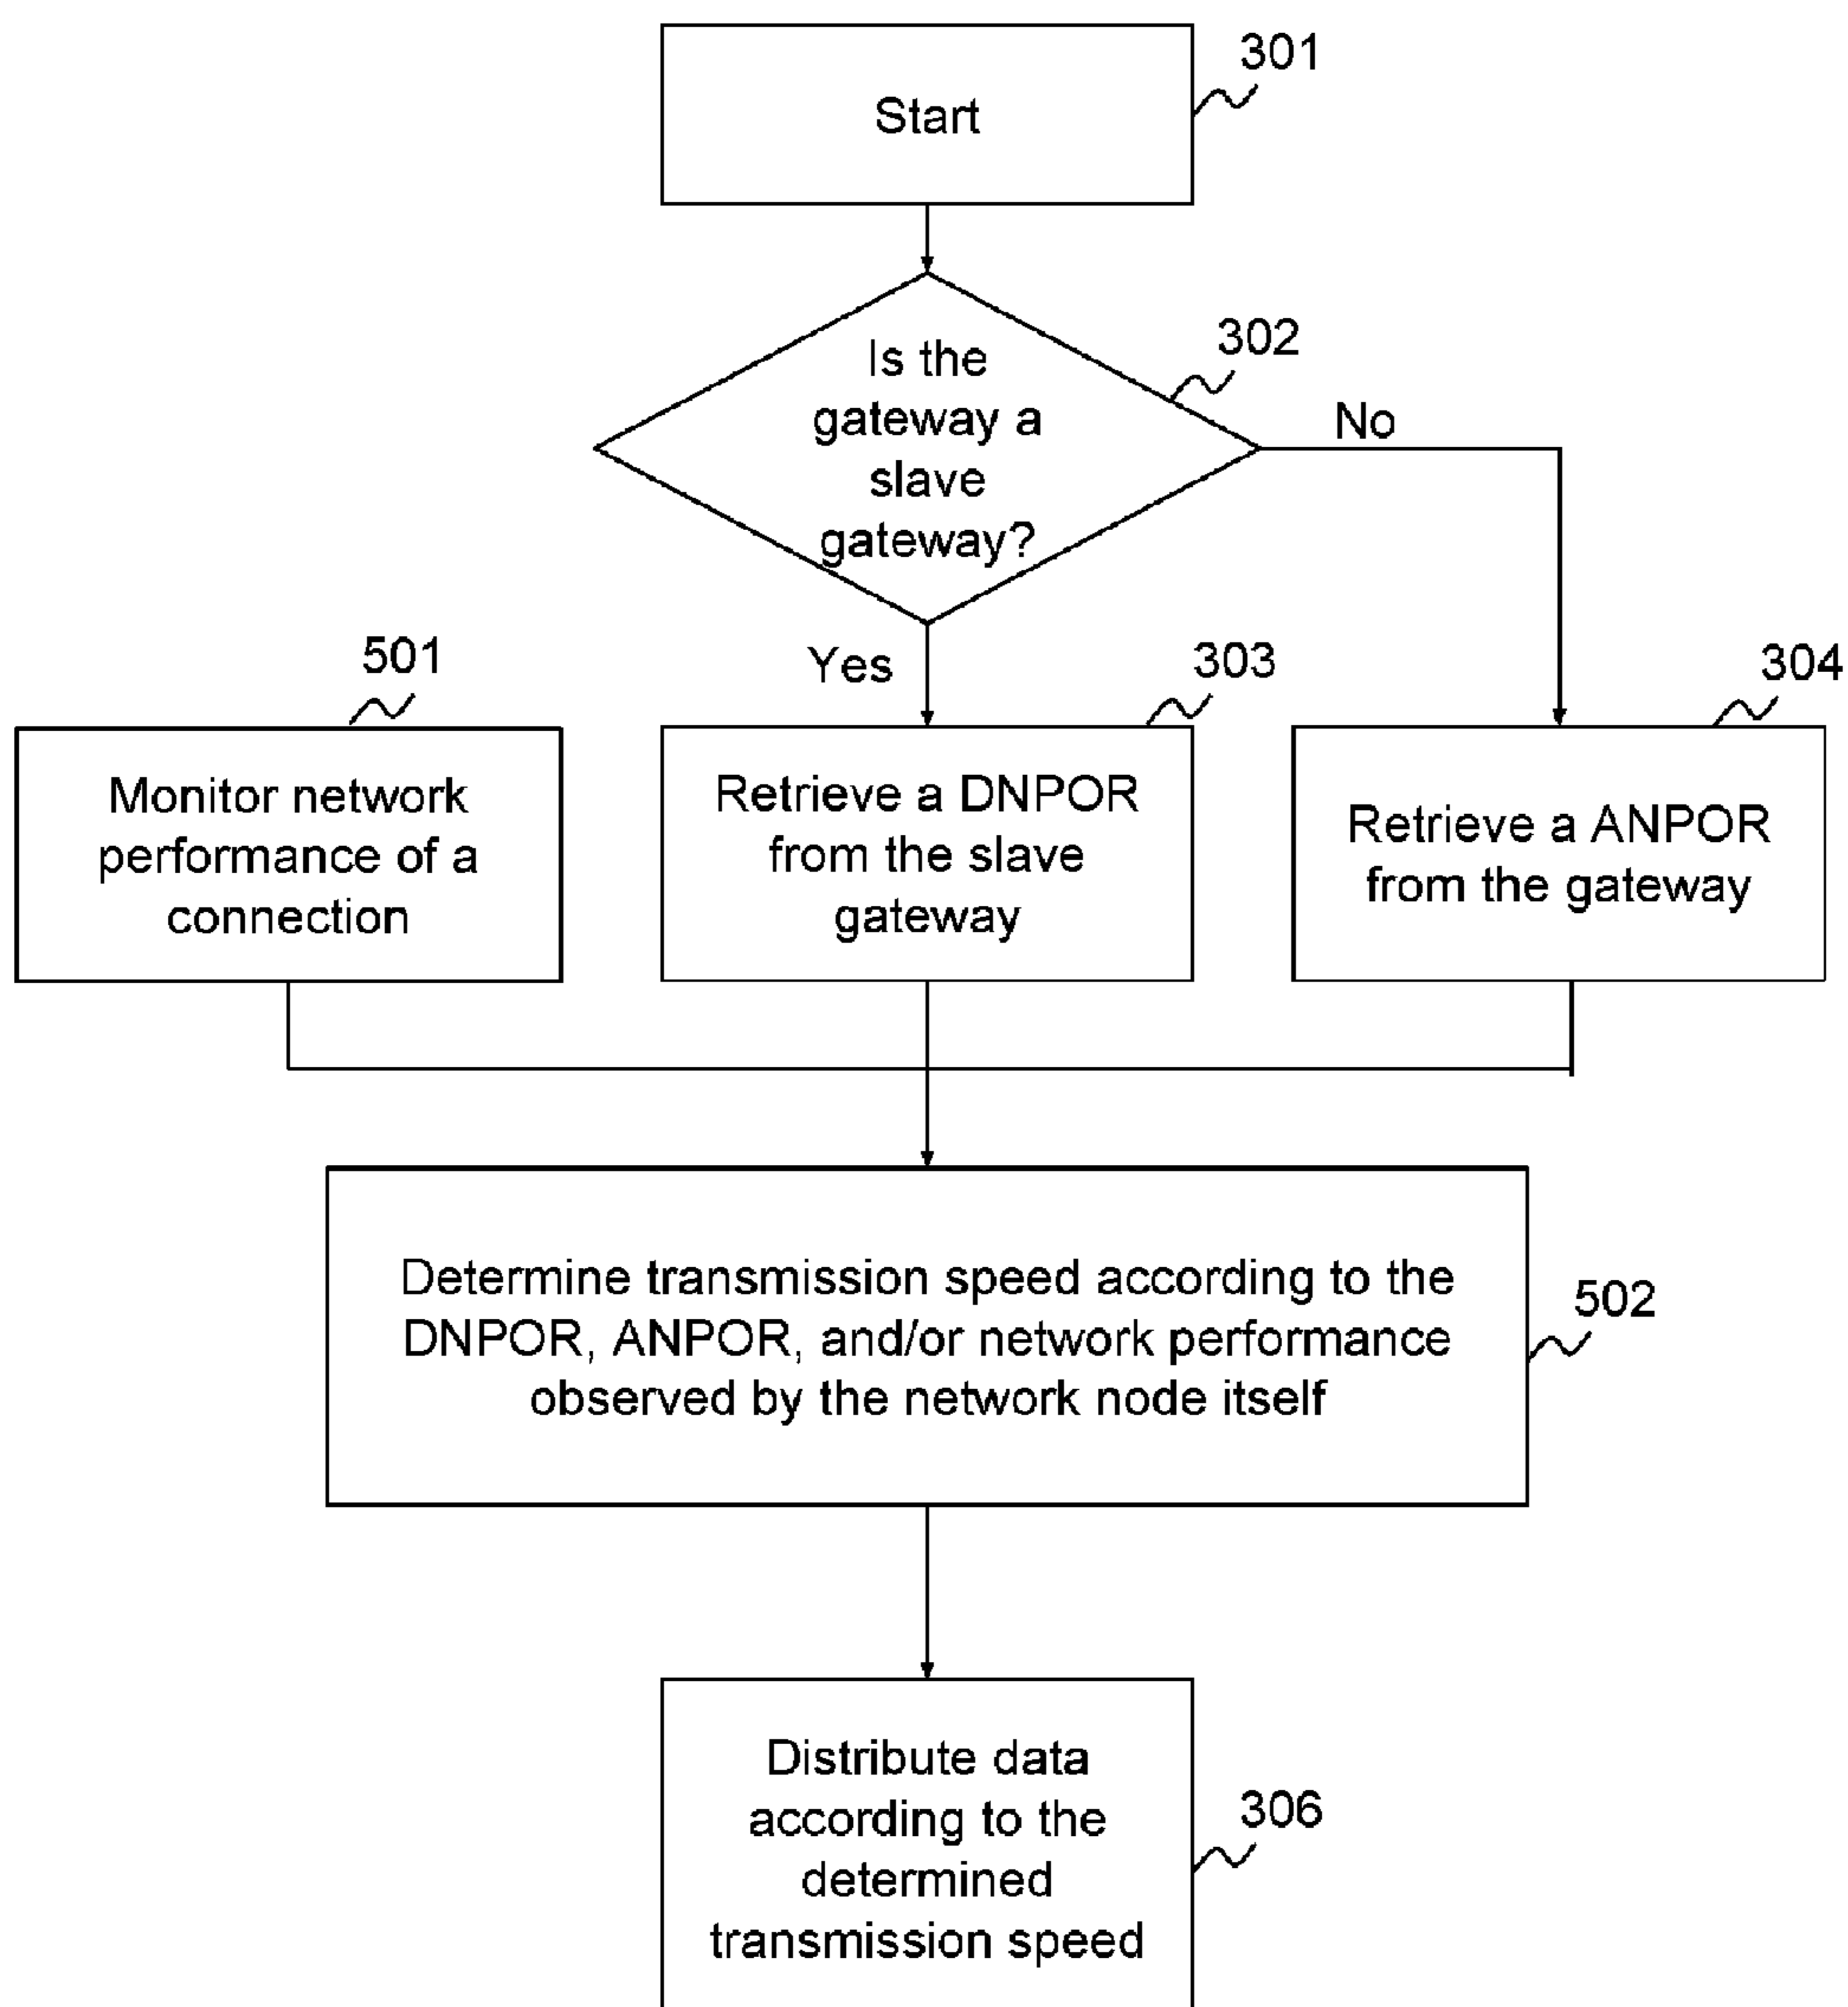 301
Start
302
Is the
gateway a
slave
gateway?
No
Yes
501
303
304
Monitor network
performance of a
connection
Retrieve a DNPOR
from the slave
gateway
Retrieve a ANPOR
from the gateway
Determine transmission speed according to the
DNPOR, ANPOR, and/or network performance
observed by the network node itself
502
Distribute data
according to the
determined
transmission speed
306